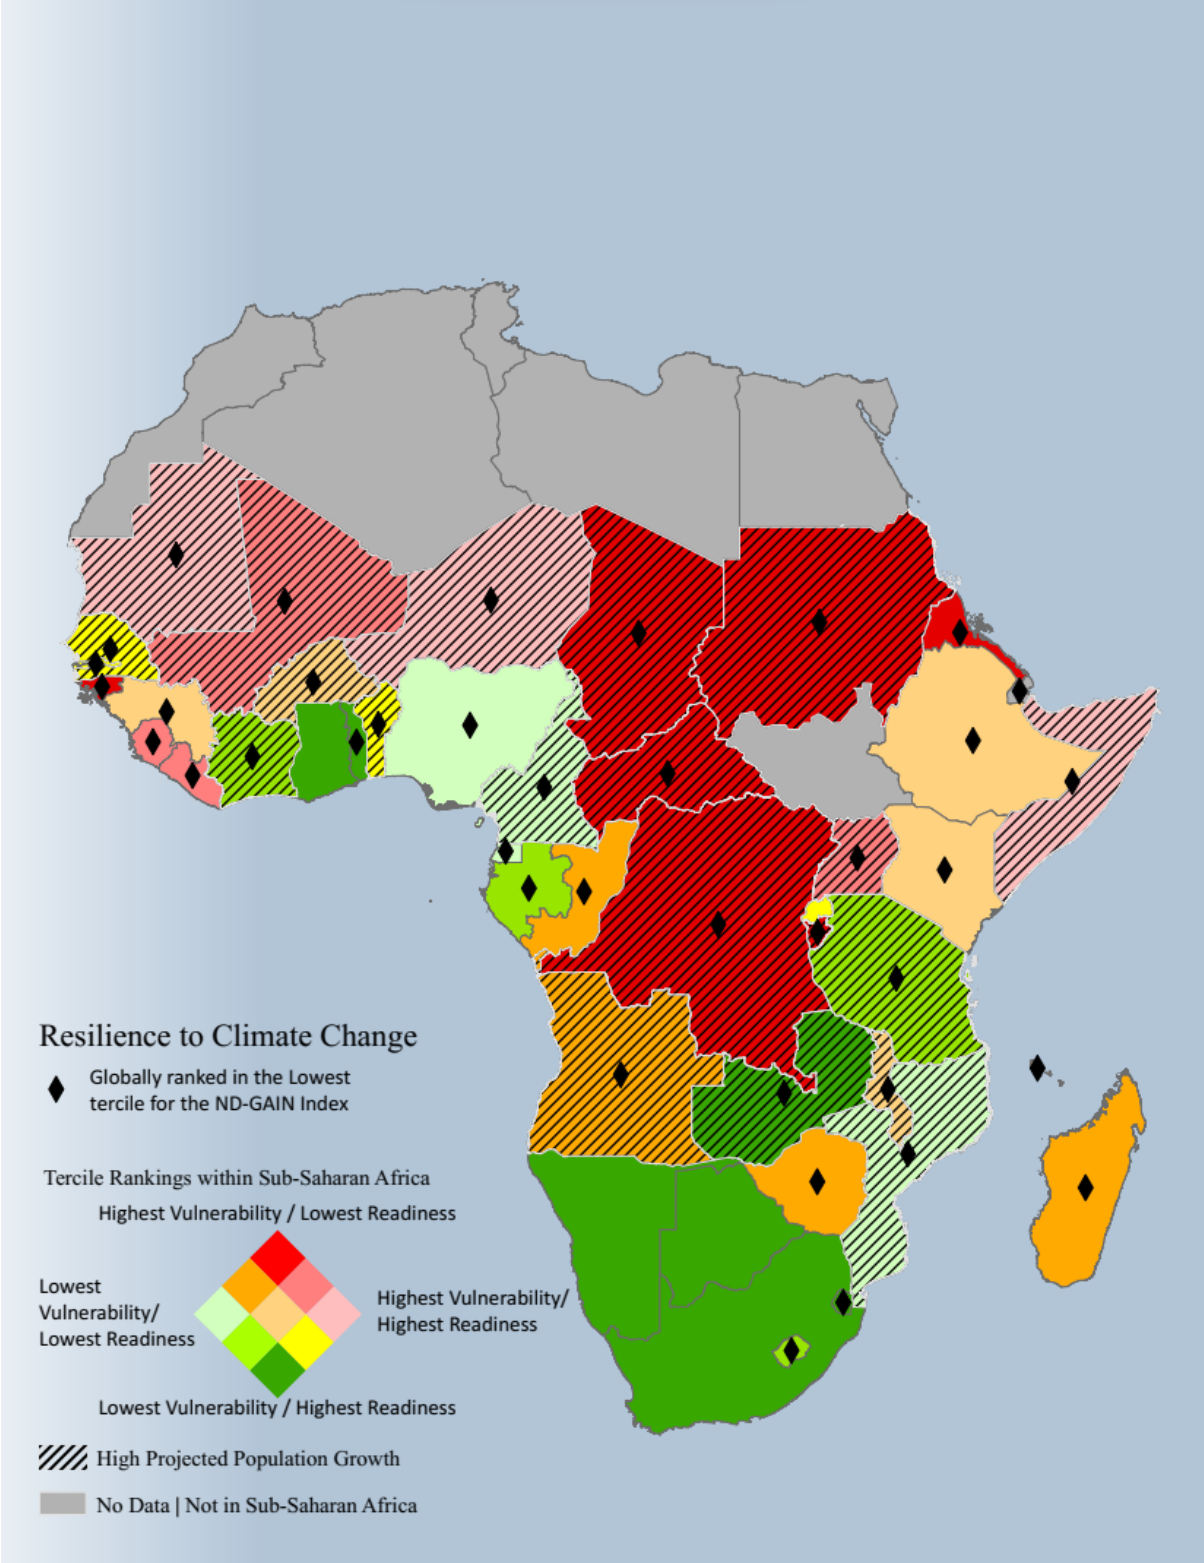 Resilience to Climate Change
Globally ranked in the Lowest
tercile for the ND-GAIN Index
Tercile Rankings within Sub-Saharan Africa
Highest Vulnerability / Lowest Readiness
Lowest
Vulnerability/
Lowest Readiness
Highest Vulnerability/
Highest Readiness
Lowest Vulnerability / Highest Readiness
High Projected Population Growth
No Data | Not in Sub-Saharan Africa